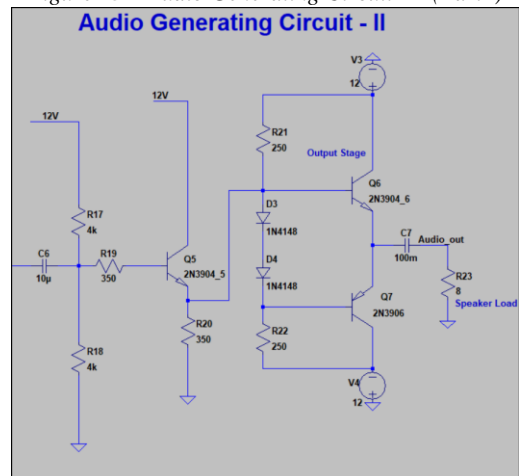 Audio Generating Circuit - II
V3
12
12V
12V
R21
250
Output Stage
Q6
2N3904_6
R17
4k
D3
1N4148
C6
10µ
R19
350
Q5
2N3904_5
C7
100m
Audio_out
D4
1N4148
R23
8
Speaker Load
Q7
2N3906
R20
350
R22
250
R18
4k
V4
12